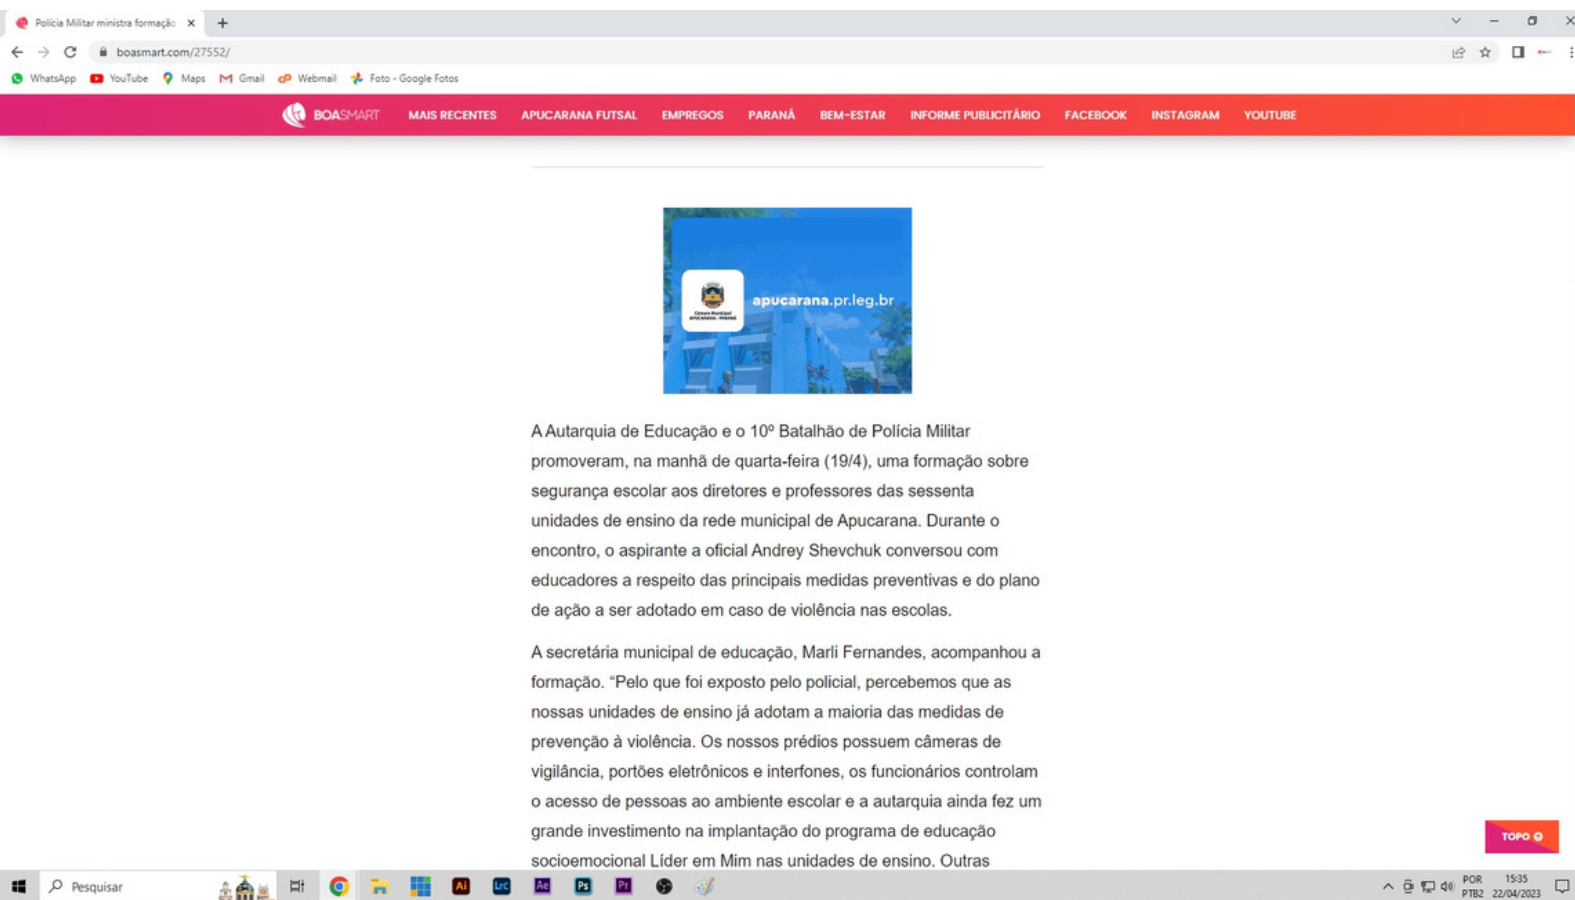 Polícia Militar ministra formação
boasmart.com/27552/
WhatsApp YouTube Maps Gmail Webmail Foto - Google Fotos
BOASMART MAIS RECENTES APUCARANA FUTSAL EMPREGOS PARANÁ BEM-ESTAR INFORME PUBLICITÁRIO FACEBOOK INSTAGRAM YOUTUBE
apucarana.pr.leg.br
Câmara Municipal
APUCARANA - PARANÁ
A Autarquia de Educação e o 10º Batalhão de Polícia Militar
promoveram, na manhã de quarta-feira (19/4), uma formação sobre
segurança escolar aos diretores e professores das sessenta
unidades de ensino da rede municipal de Apucarana. Durante o
encontro, o aspirante a oficial Andrey Shevchuk conversou com
educadores a respeito das principais medidas preventivas e do plano
de ação a ser adotado em caso de violência nas escolas.
A secretária municipal de educação, Marli Fernandes, acompanhou a
formação. “Pelo que foi exposto pelo policial, percebemos que as
nossas unidades de ensino já adotam a maioria das medidas de
prevenção à violência. Os nossos prédios possuem câmeras de
vigilância, portões eletrônicos e interfones, os funcionários controlam
o acesso de pessoas ao ambiente escolar e a autarquia ainda fez um
grande investimento na implantação do programa de educação
socioemocional Líder em Mim nas unidades de ensino. Outras
TOPO
Pesquisar
Ai LrC Ae Ps Pr
POR 15:35
PTB2 22/04/2023